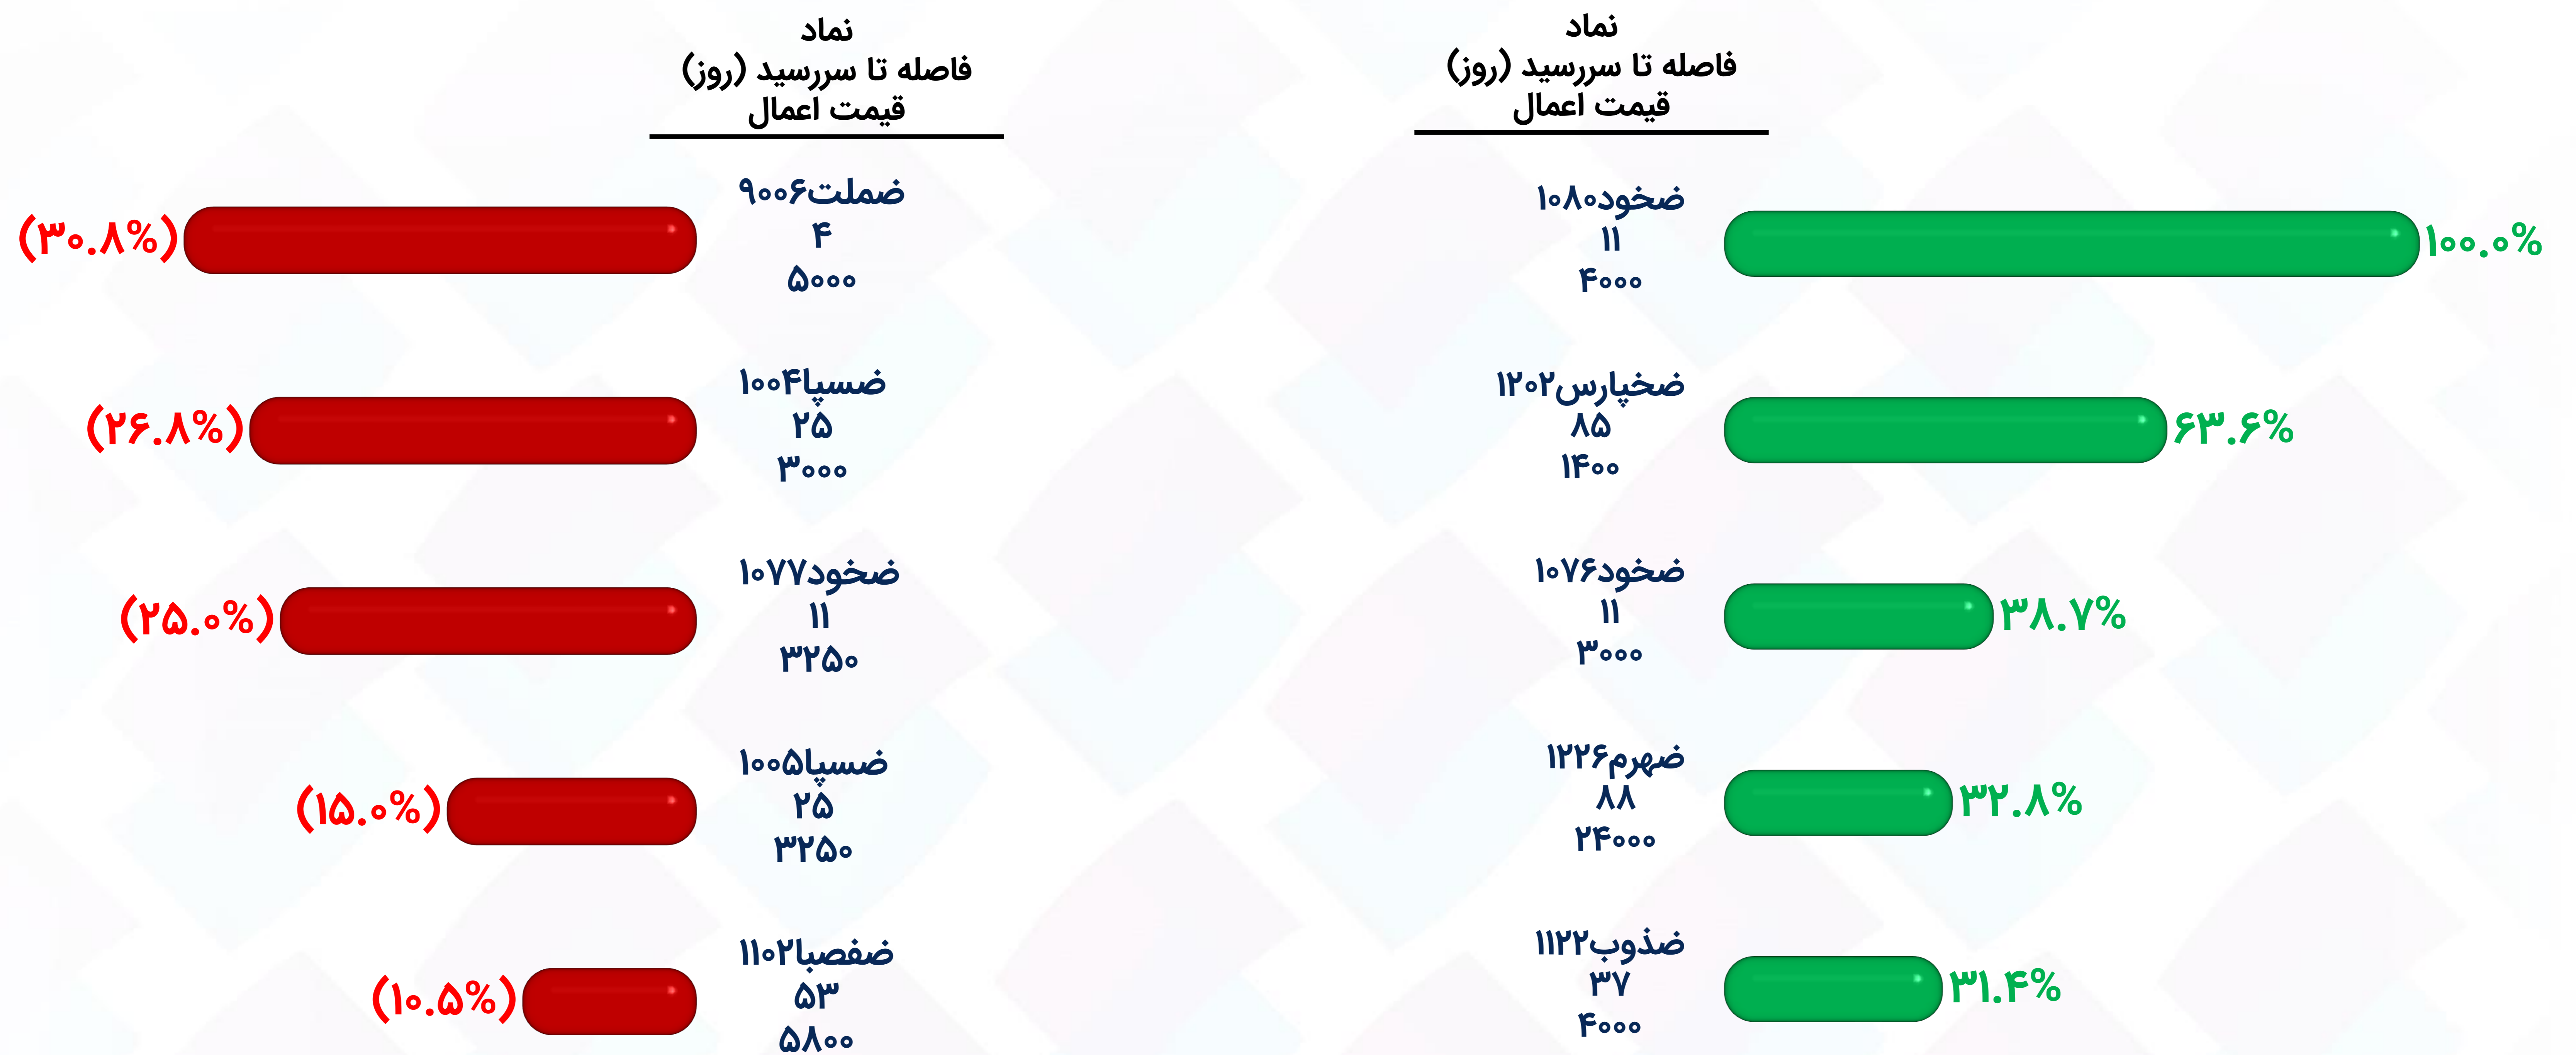 نماد
فاصله تا سررسید (روز)
قیمت اعمال
ضخود۱۰۸۰
۱۱
۴۰۰۰
۱۰۰.۰%
ضخپارس۱۲۰۲
۸۵
۱۴۰۰
۶۳.۶%
ضخود۱۰۷۶
۱۱
۳۰۰۰
۳۸.۷%
ضهرم۱۲۲۶
۸۸
۲۴۰۰۰
۳۲.۸%
ضذوب۱۱۲۲
۳۷
۴۰۰۰
۳۱.۴%
نماد
فاصله تا سررسید (روز)
قیمت اعمال
ضملت۹۰۰۶
۴
۵۰۰۰
(۳۰.۸%)
ضسپا۱۰۰۴
۲۵
۳۰۰۰
(۲۶.۸%)
ضخود۱۰۷۷
۱۱
۳۲۵۰
(۲۵.۰%)
ضسپا۱۰۰۵
۲۵
۳۲۵۰
(۱۵.۰%)
ضفصبا۱۱۰۲
۵۳
۵۸۰۰
(۱۰.۵%)